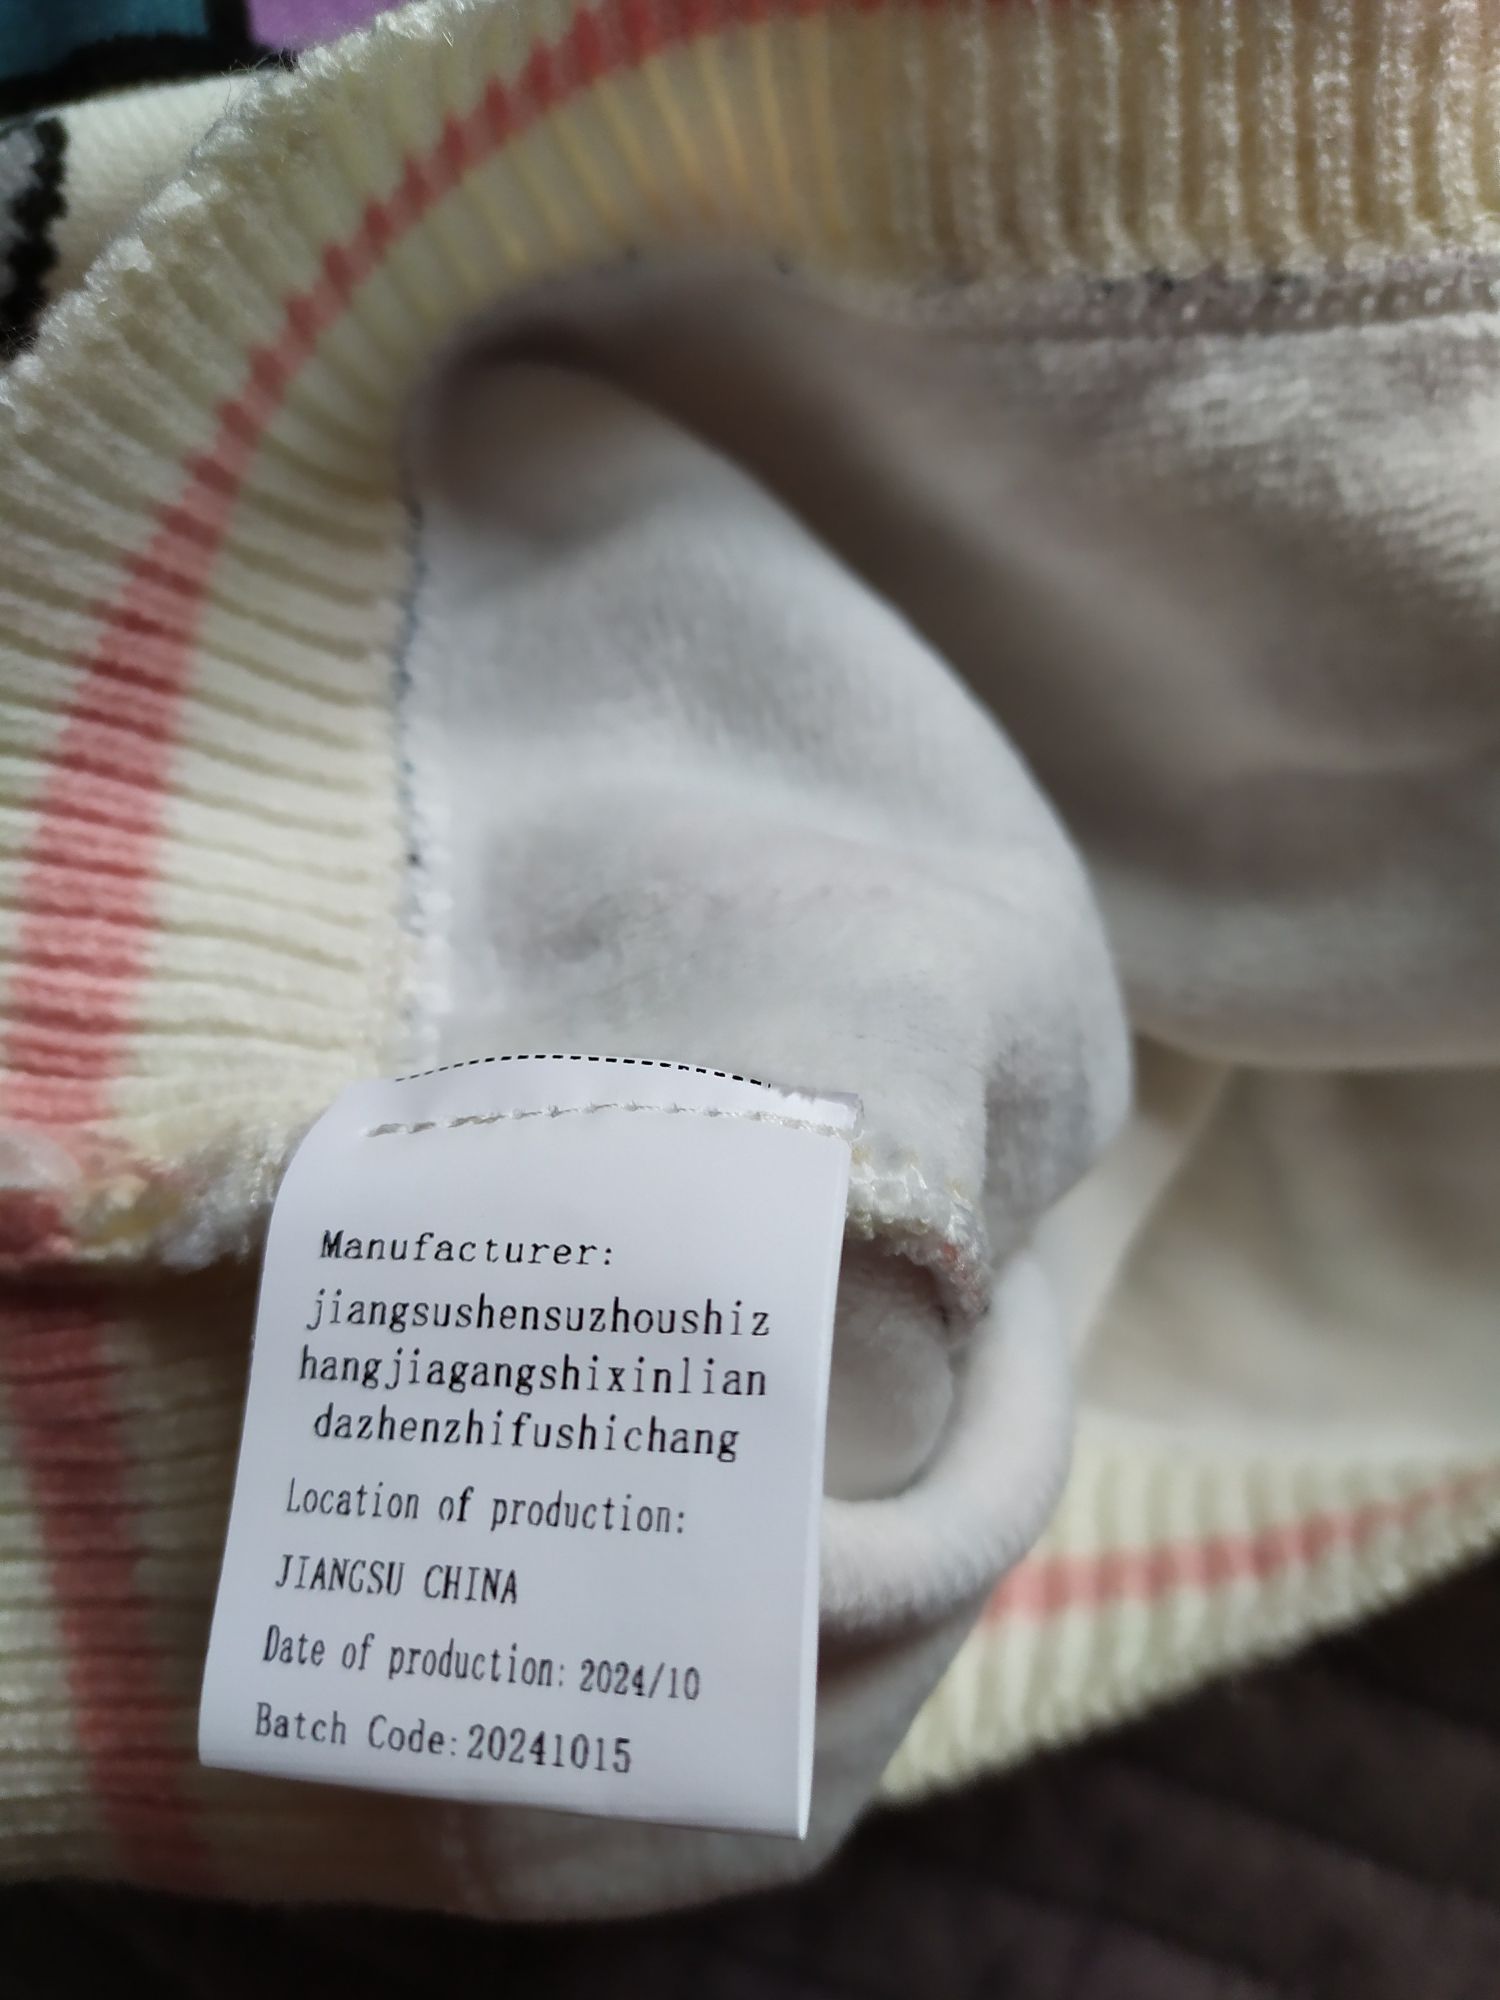 Manufacturer:
jiangsushensuzhoushiz
hangjiagangshixinlian
dazhenzhifushichang
Location of production:
JIANGSU CHINA
Date of production: 2024/10
Batch Code:20241015